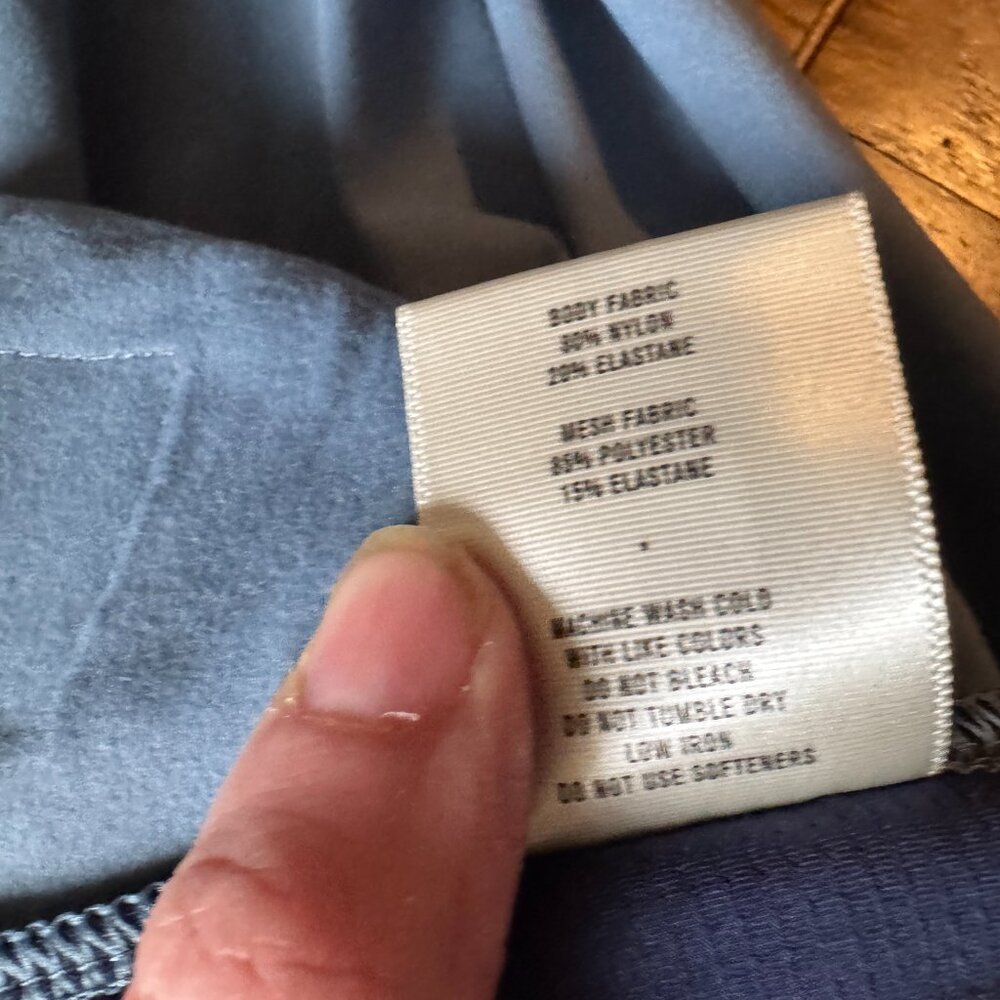 BODY FABRIC
80% NYLON
20% ELASTANE
MESH FABRIC
85% POLYESTER
15% ELASTANE
MACHINE WASH COLD
WITH LIKE COLORS
DO NOT BLEACH
DO NOT TUMBLE DRY
LOW IRON
DO NOT USE SOFTENERS